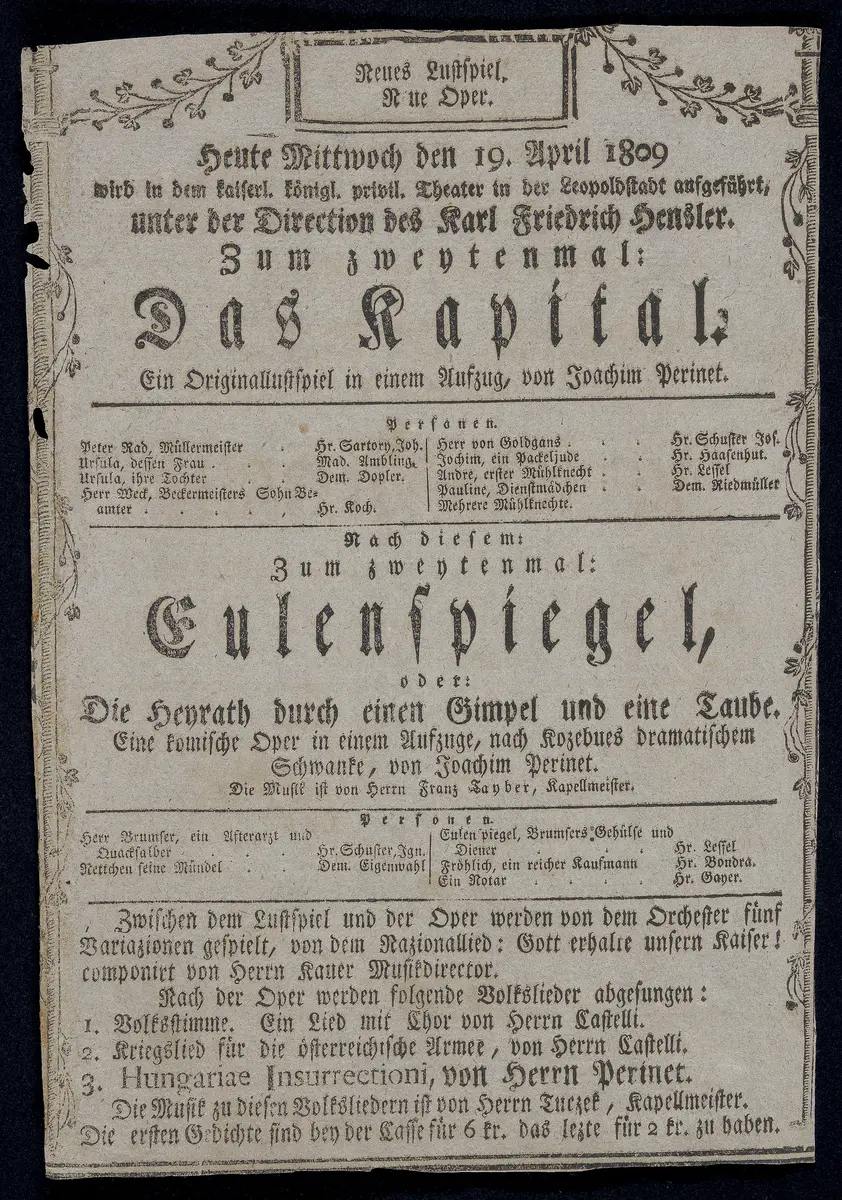 Neues Lustspiel.
N ue Oper.
Heute Mittwoch den 19. April 1809
wird in dem kaiserl. königl. privil. Theater in der Leopoldstadt aufgeführt,
unter der Direction des Karl Friedrich Hensler.
Zum zweytenmal:
Das Kapital.
Ein Originallustspiel in einem Aufzug, von Joachim Perinet.
Personen.
Peter Rad, Müllermeister . Hr. Sartory, Joh.
Ursula, dessen Frau . . . Mad. Ambling.
Ursula, ihre Tochter . . Dem. Dopler.
Herr Weck, Beckermeisters Sohn Be=
amter . . . . , Hr. Koch.
Herr von Goldgans . . . Hr. Schuster Jos.
Jochim, ein Packeljude . . Hr. Haasenhut.
Andre, erster Mühlknecht . . Hr. Lessel
Pauline, Dienstmädchen . . Dem. Riedmüller
Mehrere Mühlknechte.
Nach diesem:
Zum zweytenmal:
Eulenspiegel,
oder:
Die Heyrath durch einen Gimpel und eine Taube.
Eine komische Oper in einem Aufzuge, nach Kozebues dramatischem
Schwanke, von Joachim Perinet.
Die Musik ist von Herrn Franz Tayber, Kapellmeister.
Personen.
Herr Brumser, ein Afterarzt und
Quacksalber . . . Hr. Schuster, Ign.
Nettchen seine Mündel . . Dem. Eigenwahl
Eulen piegel, Brumsers Gehülse und
Diener . . . . Hr. Lessel
Fröhlich, ein reicher Kaufmann Hr. Bondra.
Ein Notar . . . . Hr. Gayer.
Zwischen dem Lustspiel und der Oper werden von dem Orchester fünf
Variazionen gespielt, von dem Nazionallied: Gott erhalte unsern Kaiser!
componirt von Herrn Kauer Musikdirector.
Nach der Oper werden folgende Volkslieder abgesungen:
1. Volksstimme. Ein Lied mit Chor von Herrn Castelli.
2. Kriegslied für die österreichische Armee, von Herrn Castelli.
3. Hungariae Insurrectioni, von Herrn Perinet.
Die Musik zu diesen Volksliedern ist von Herrn Tuczek, Kapellmeister.
Die ersten Gedichte sind bey der Casse für 6 kr. das lezte für 2 kr. zu haben.